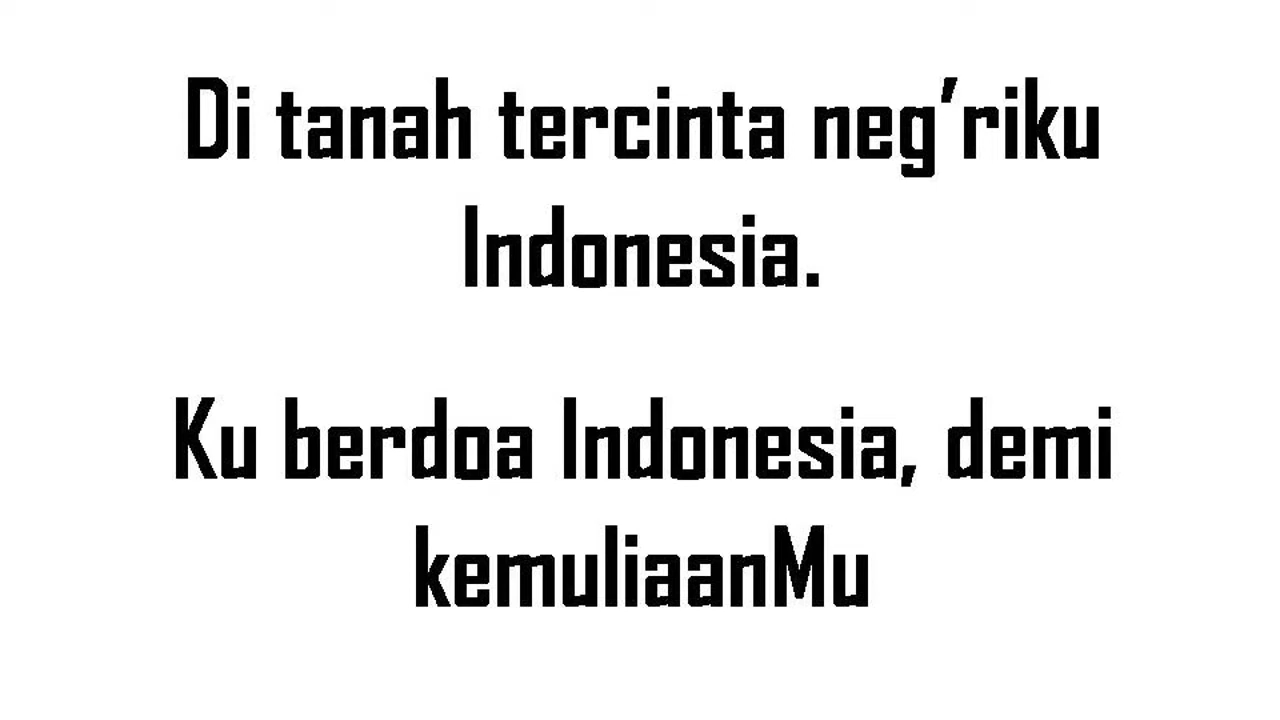 Di tanah tercinta neg’riku
Indonesia.
Ku berdoa Indonesia, demi
kemuliaanMu